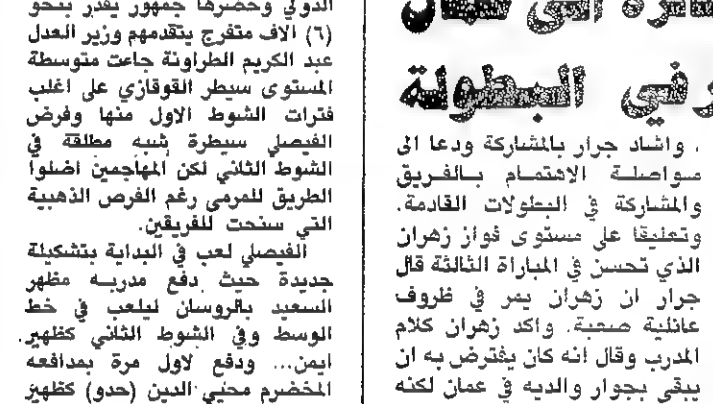 ـائرة الى عمان
في البطولة
، واشاد جرار بالمشاركة ودعا الى
مواصلة الاهتمام بالفريق
والمشاركة في البطولات القادمة.
وتعليقا على مستوى فواز زهران
الذي تحسن في المباراة الثالثة قال
جرار ان زهران يمر في ظروف
عائلية صعبة. واكد زهران كلام
المدرب وقال انه كان يفترض به ان
يبقى بجوار والديه في عمان لكنه
الدولي وحضرها جمهور يقدر بنحو
(٦) الاف متفرج يتقدمهم وزير العدل
عبد الكريم الطراونة جاءت متوسطة
المستوى سيطر القوقازي على اغلب
فترات الشوط الاول منها وفرض
الفيصلي سيطرة شبه مطلقة في
الشوط الثاني لكن المهاجمين اضلوا
الطريق للمرمى رغم الفرص الذهبية
التي سنحت للفريقين.
الفيصلي لعب في البداية بتشكيلة
جديدة حيث دفع مدربه مظهر
السعيد بالروسان ليلعب في خط
الوسط وفي الشوط الثاني كظهير
ايمن... ودفع لاول مرة بمدافعه
المخضرم محيي الدين (حدو) كظهير